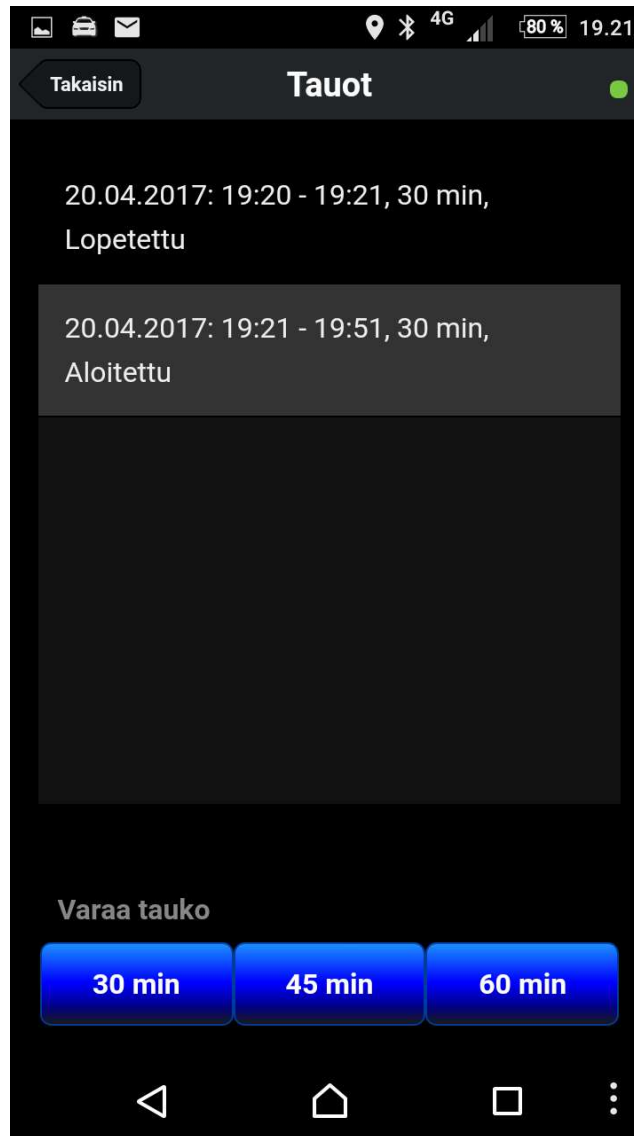 4G 80 % 19.21
Takaisin Tauot
20.04.2017: 19:20 - 19:21, 30 min,
Lopetettu
20.04.2017: 19:21 - 19:51, 30 min,
Aloitettu
Varaa tauko
30 min 45 min 60 min